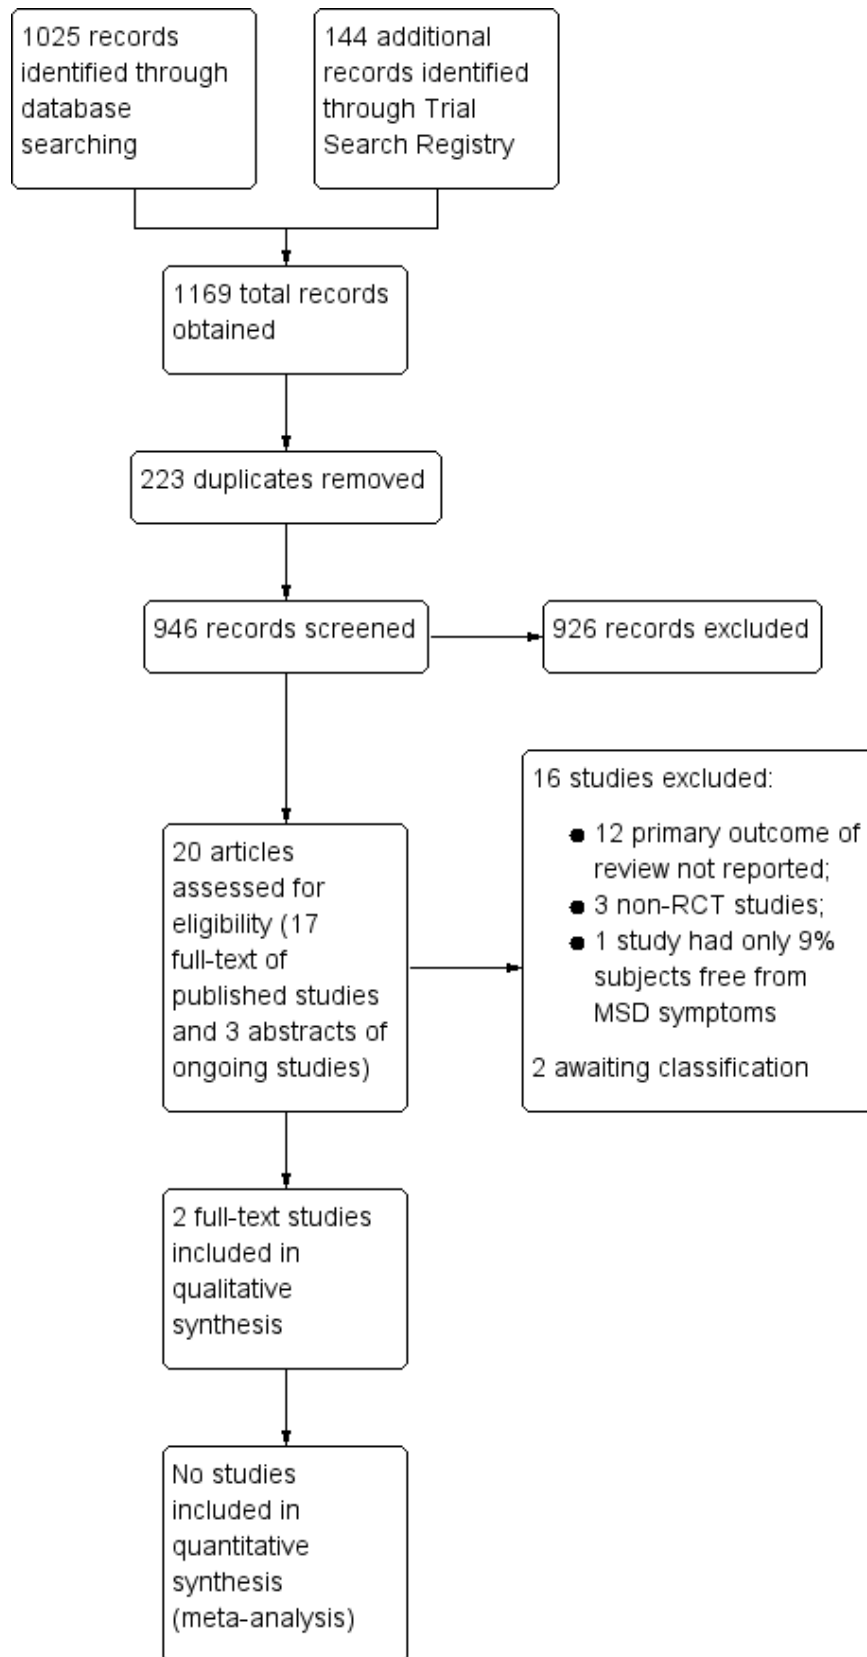 1025 records
identified through
database
searching
144 additional
records identified
through Trial
Search Registry
1169 total records
obtained
223 duplicates removed
946 records screened
926 records excluded
20 articles
assessed for
eligibility (17
full-text of
published studies
and 3 abstracts of
ongoing studies)
16 studies excluded:
● 12 primary outcome of
review not reported;
● 3 non-RCT studies;
● 1 study had only 9%
subjects free from
MSD symptoms
2 awaiting classification
2 full-text studies
included in
qualitative
synthesis
No studies
included in
quantitative
synthesis
(meta-analysis)